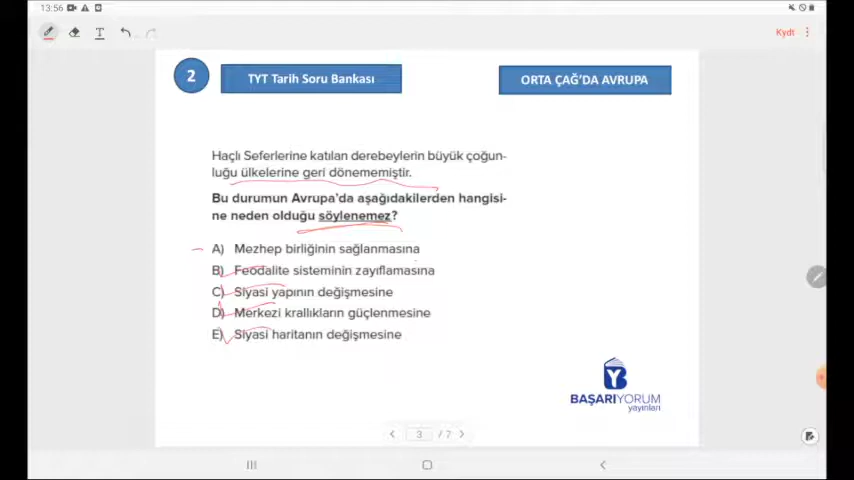 13:56
Kydt
2
TYT Tarih Soru Bankası
ORTA ÇAĞ'DA AVRUPA
Haçlı Seferlerine katılan derebeylerin büyük çoğun-
luğu ülkelerine geri dönememiştir.
Bu durumun Avrupa'da aşağıdakilerden hangisi-
ne neden olduğu söylenemez?
A) Mezhep birliğinin sağlanmasına
B) Feodalite sisteminin zayıflamasına
C) Siyasi yapının değişmesine
D) Merkezi krallıkların güçlenmesine
E) Siyasi haritanın değişmesine
BAŞARIYORUM
yayınları
3 / 7